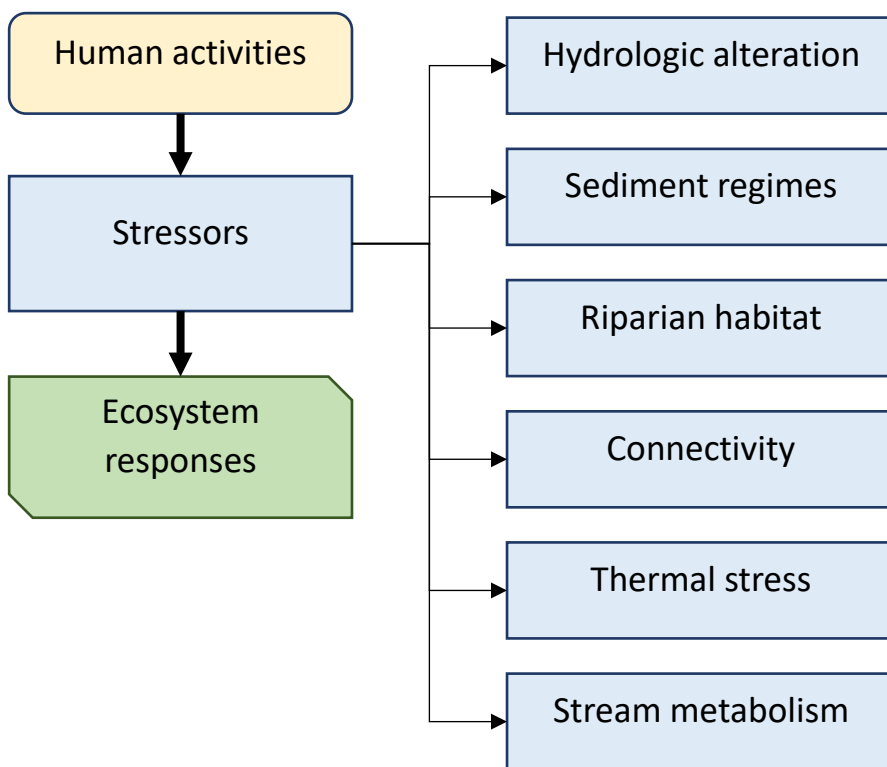 Human activities
Stressors
Ecosystem
responses
Hydrologic alteration
Sediment regimes
Riparian habitat
Connectivity
Thermal stress
Stream metabolism